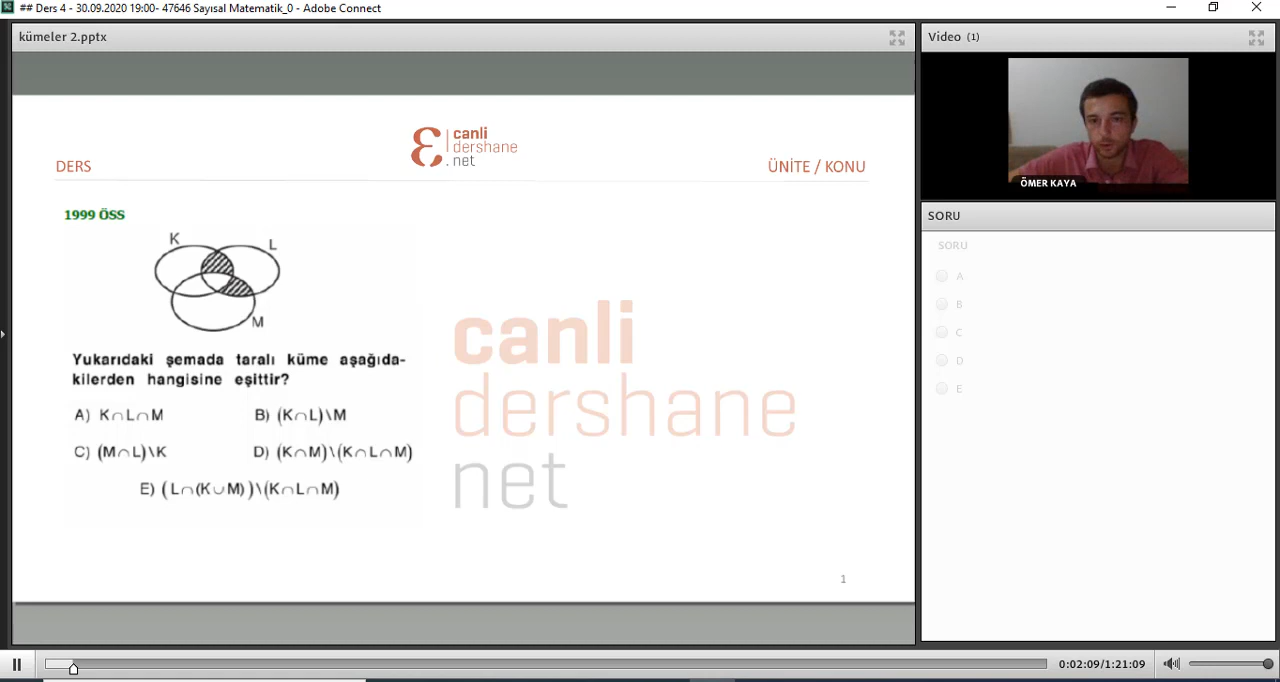 ## Ders 4 - 30.09.2020 19:00- 47646 Sayısal Matematik_0 - Adobe Connect
kümeler 2.pptx
Video (1)
canli
dershane
.net
DERS
ÜNİTE / KONU
ÖMER KAYA
SORU
SORU
A
B
C
D
E
1999 ÖSS
K
L
M
Yukarıdaki şemada taralı küme aşağıda-
kilerden hangisine eşittir?
A) K∩L∩M
B) (K∩L)\M
C) (M∩L)\K
D) (K∩M)\(K∩L∩M)
E) (L∩(K∪M))\(K∩L∩M)
canli
dershane
net
1
0:02:09/1:21:09